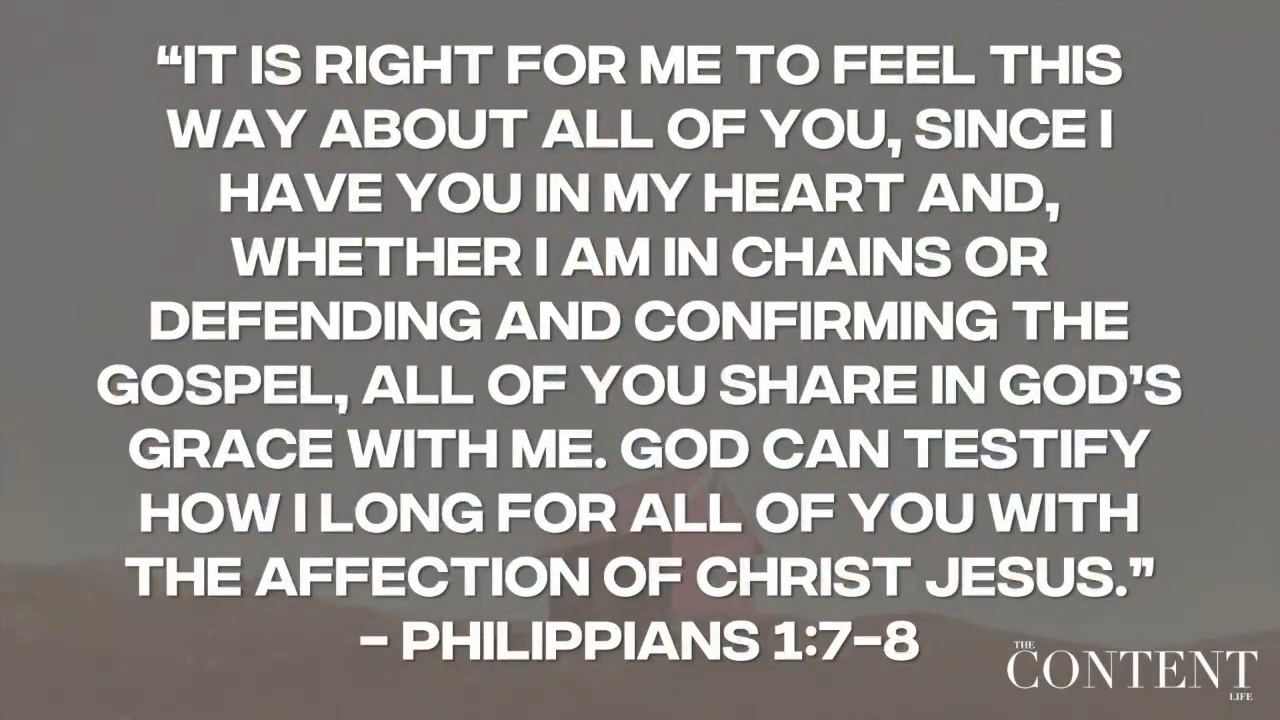 “IT IS RIGHT FOR ME TO FEEL THIS
WAY ABOUT ALL OF YOU, SINCE I
HAVE YOU IN MY HEART AND,
WHETHER I AM IN CHAINS OR
DEFENDING AND CONFIRMING THE
GOSPEL, ALL OF YOU SHARE IN GOD’S
GRACE WITH ME. GOD CAN TESTIFY
HOW I LONG FOR ALL OF YOU WITH
THE AFFECTION OF CHRIST JESUS.”
– PHILIPPIANS 1:7–8
THE
CONTENT
LIFE